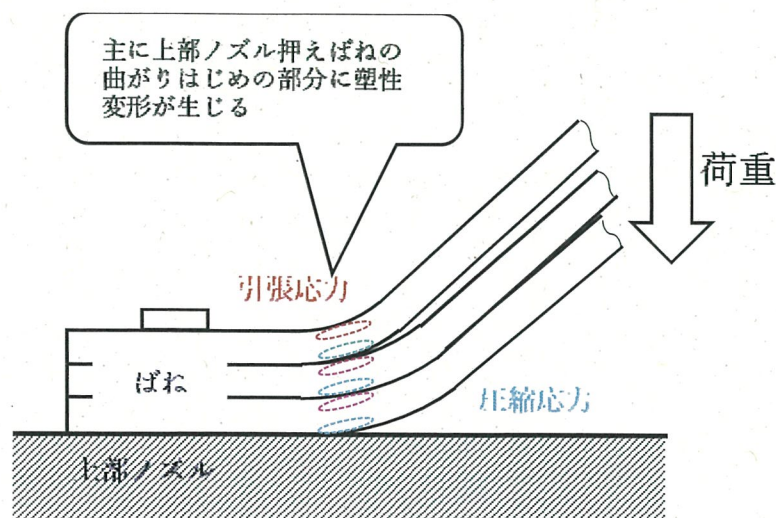 主に上部ノズル押えばねの
曲がりはじめの部分に塑性
変形が生じる
荷重
引張応力
ばね
圧縮応力
上部ノズル